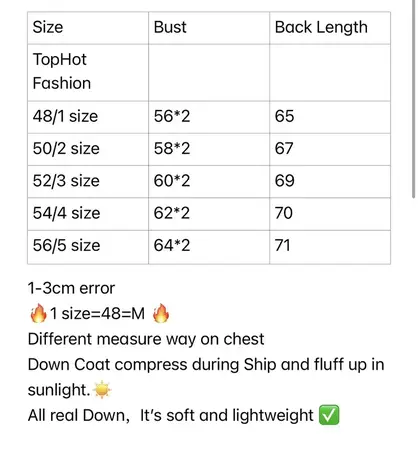 Size Bust Back Length
TopHot
Fashion
48/1 size 56*2 65
50/2 size 58*2 67
52/3 size 60*2 69
54/4 size 62*2 70
56/5 size 64*2 71
1-3cm error
🔥1 size=48=M 🔥
Different measure way on chest
Down Coat compress during Ship and fluff up in
sunlight.☀️
All real Down,It's soft and lightweight ✅